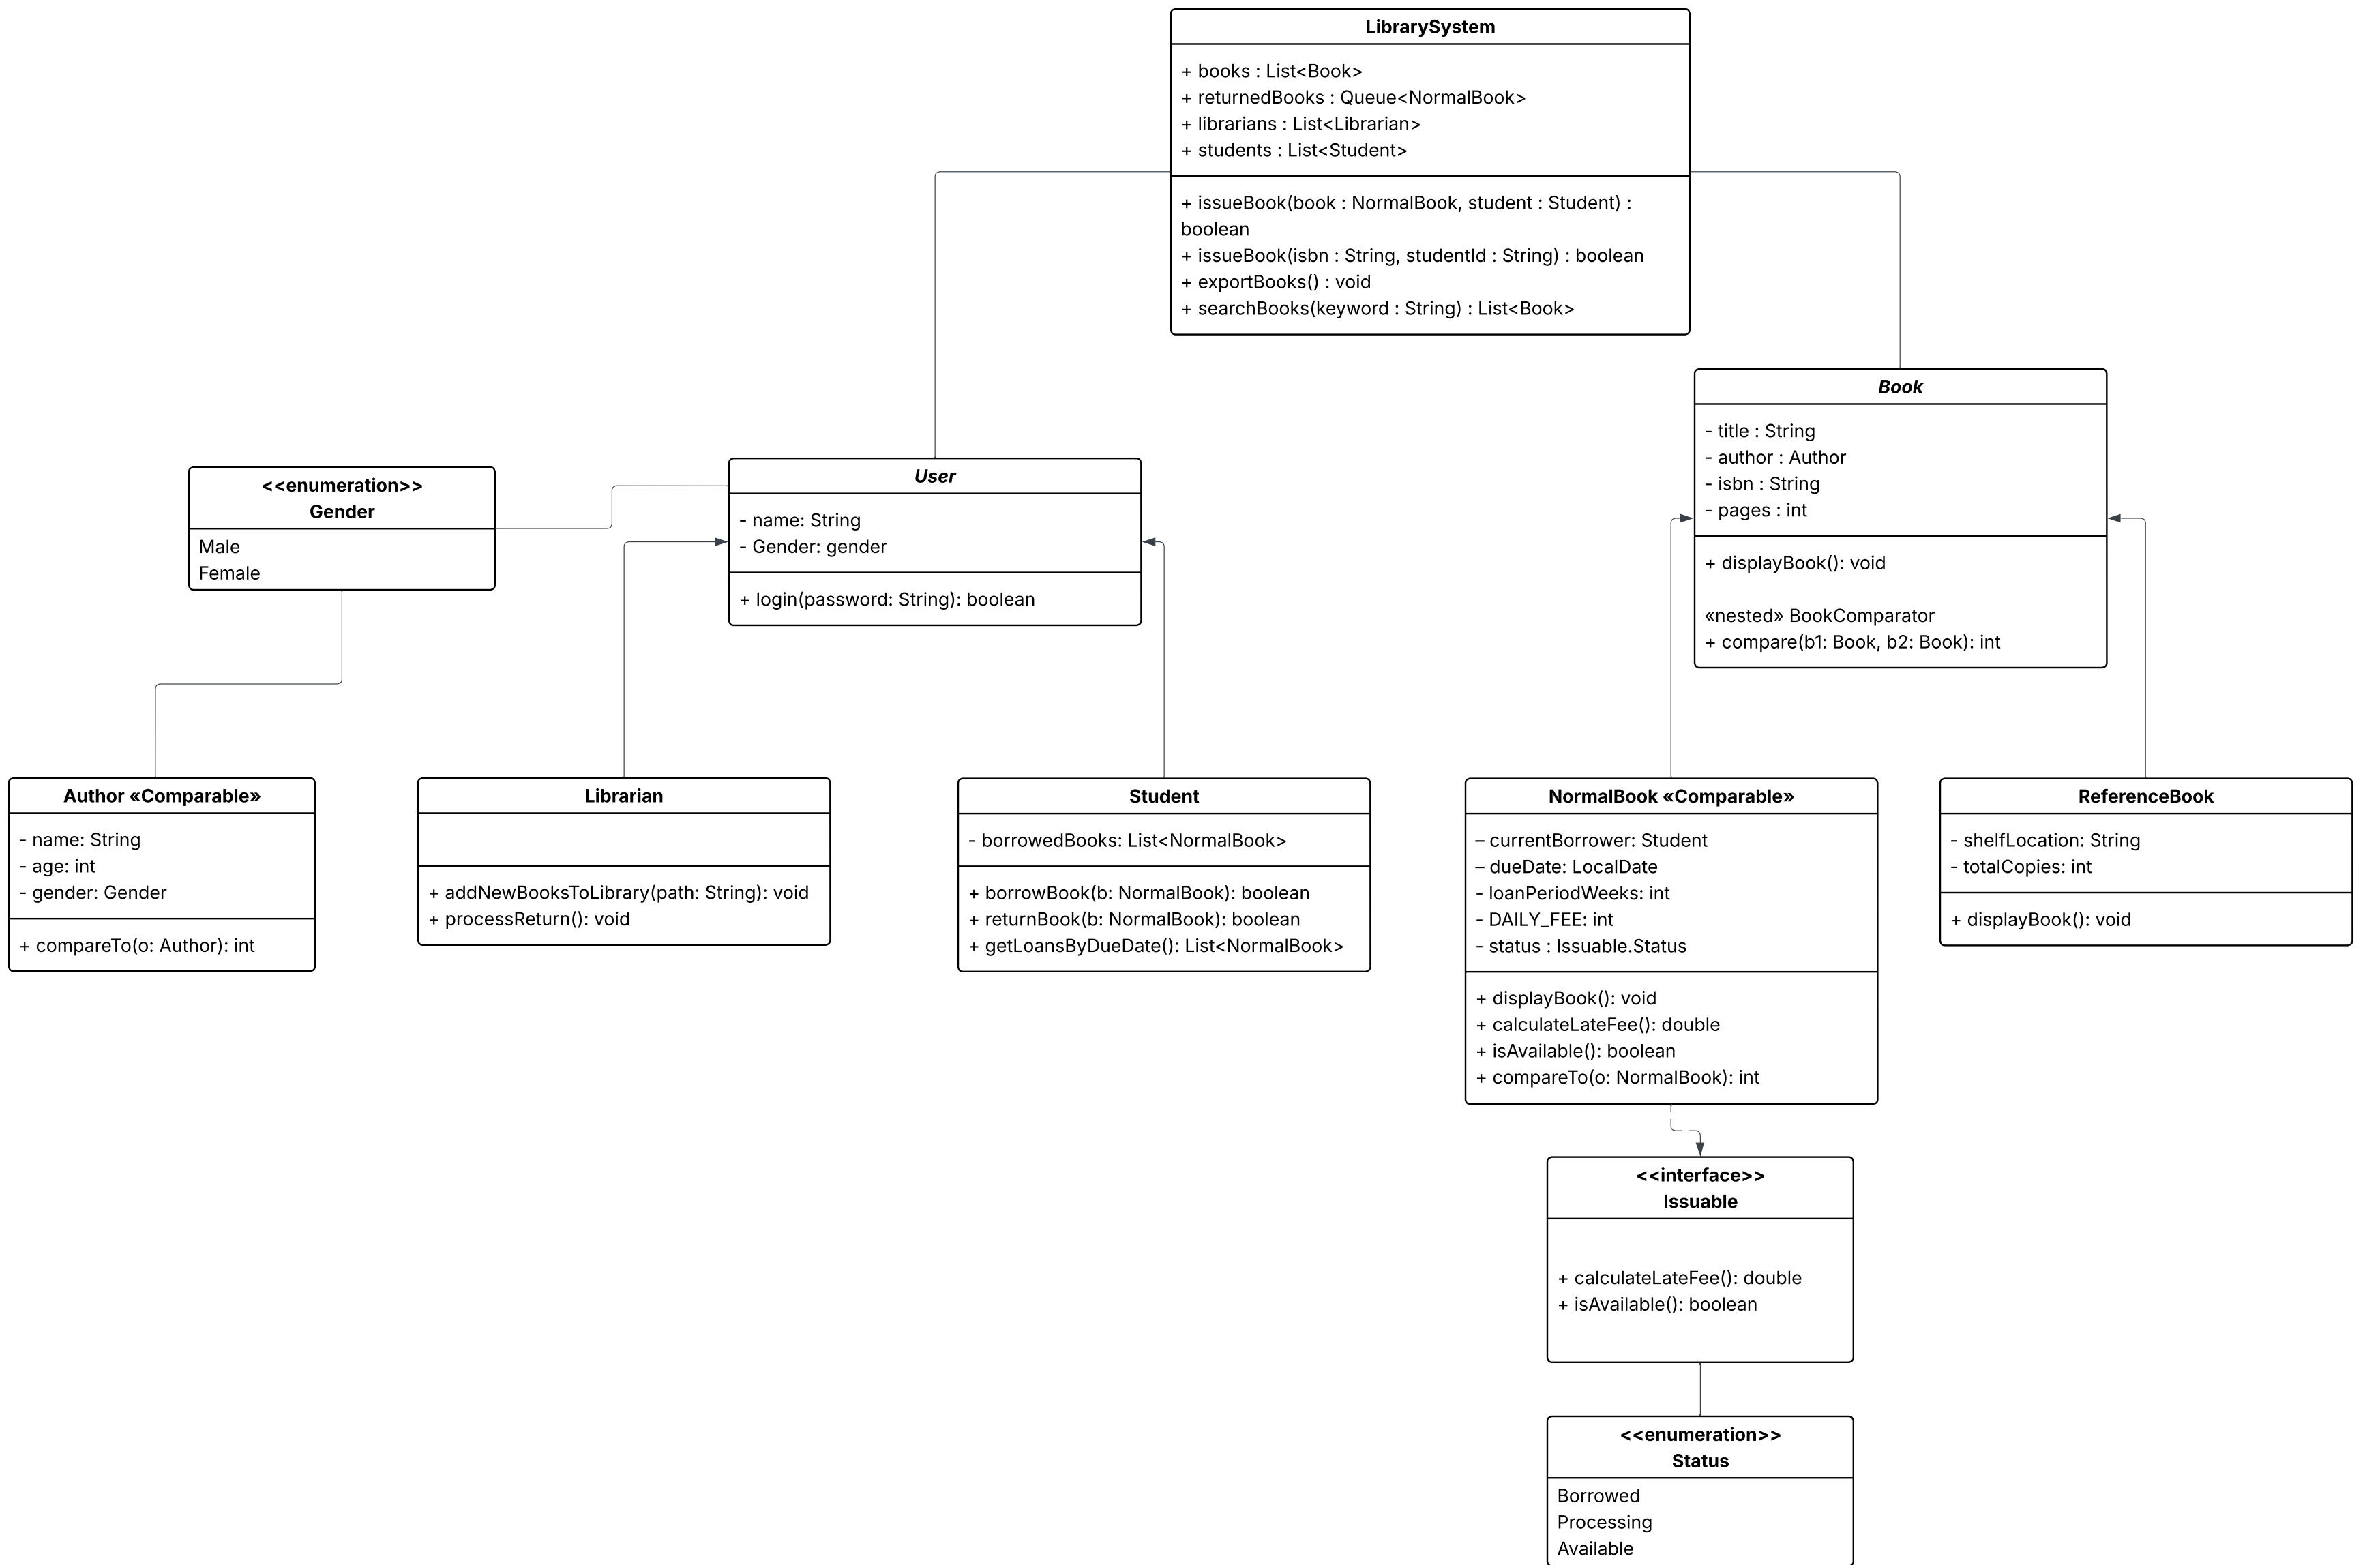 LibrarySystem
+ books : List<Book>
+ returnedBooks : Queue<NormalBook>
+ librarians : List<Librarian>
+ students : List<Student>
+ issueBook(book : NormalBook, student : Student) :
boolean
+ issueBook(isbn : String, studentId : String) : boolean
+ exportBooks() : void
+ searchBooks(keyword : String) : List<Book>
Book
- title : String
- author : Author
- isbn : String
- pages : int
+ displayBook(): void
«nested» BookComparator
+ compare(b1: Book, b2: Book): int
<<enumeration>>
Gender
Male
Female
User
- name: String
- Gender: gender
+ login(password: String): boolean
Author «Comparable»
- name: String
- age: int
- gender: Gender
+ compareTo(o: Author): int
Librarian
+ addNewBooksToLibrary(path: String): void
+ processReturn(): void
Student
- borrowedBooks: List<NormalBook>
+ borrowBook(b: NormalBook): boolean
+ returnBook(b: NormalBook): boolean
+ getLoansByDueDate(): List<NormalBook>
NormalBook «Comparable»
– currentBorrower: Student
– dueDate: LocalDate
- loanPeriodWeeks: int
- DAILY_FEE: int
- status : Issuable.Status
+ displayBook(): void
+ calculateLateFee(): double
+ isAvailable(): boolean
+ compareTo(o: NormalBook): int
ReferenceBook
- shelfLocation: String
- totalCopies: int
+ displayBook(): void
<<interface>>
Issuable
+ calculateLateFee(): double
+ isAvailable(): boolean
<<enumeration>>
Status
Borrowed
Processing
Available